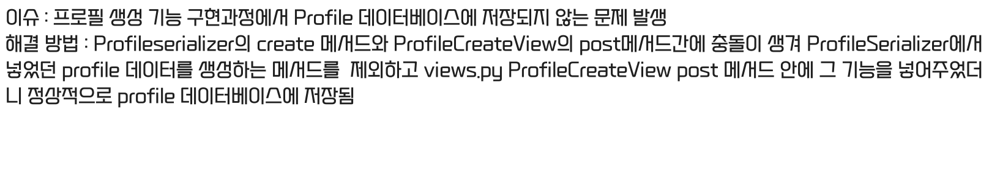 이슈 : 프로필 생성 기능 구현과정에서 Profile 데이터베이스에 저장되지 않는 문제 발생
해결 방법 : Profileserializer의 create 메서드와 ProfileCreateView의 post메서드간에 충돌이 생겨 ProfileSerializer에서
넣었던 profile 데이터를 생성하는 메서드를  제외하고 views.py ProfileCreateView post 메서드 안에 그 기능을 넣어주었더
니 정상적으로 profile 데이터베이스에 저장됨